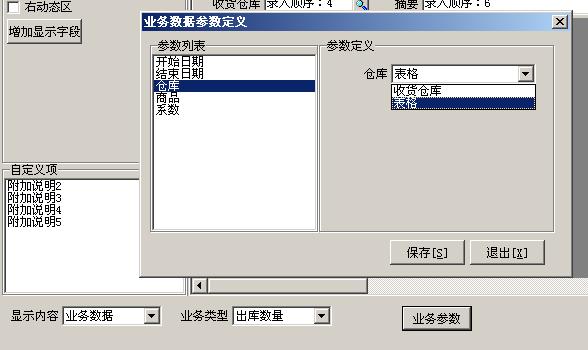 右动态区
收货仓库 录入顺序：4
摘要 录入顺序：6
增加显示字段
业务数据参数定义
参数列表
开始日期
结束日期
仓库
商品
系数
参数定义
仓库 表格
收货仓库
表格
自定义项
附加说明2
附加说明3
附加说明4
附加说明5
保存[S]
退出[X]
显示内容 业务数据
业务类型 出库数量
业务参数